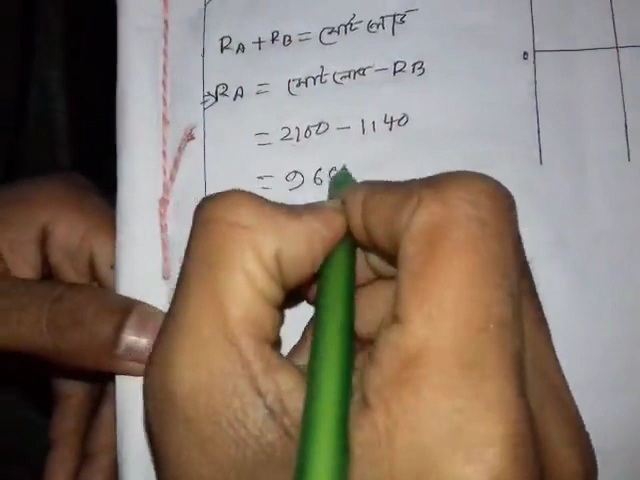 RA + RB = মোট লোড
⇒ RA = মোট লোড - RB
= 2100 - 1140
= 960